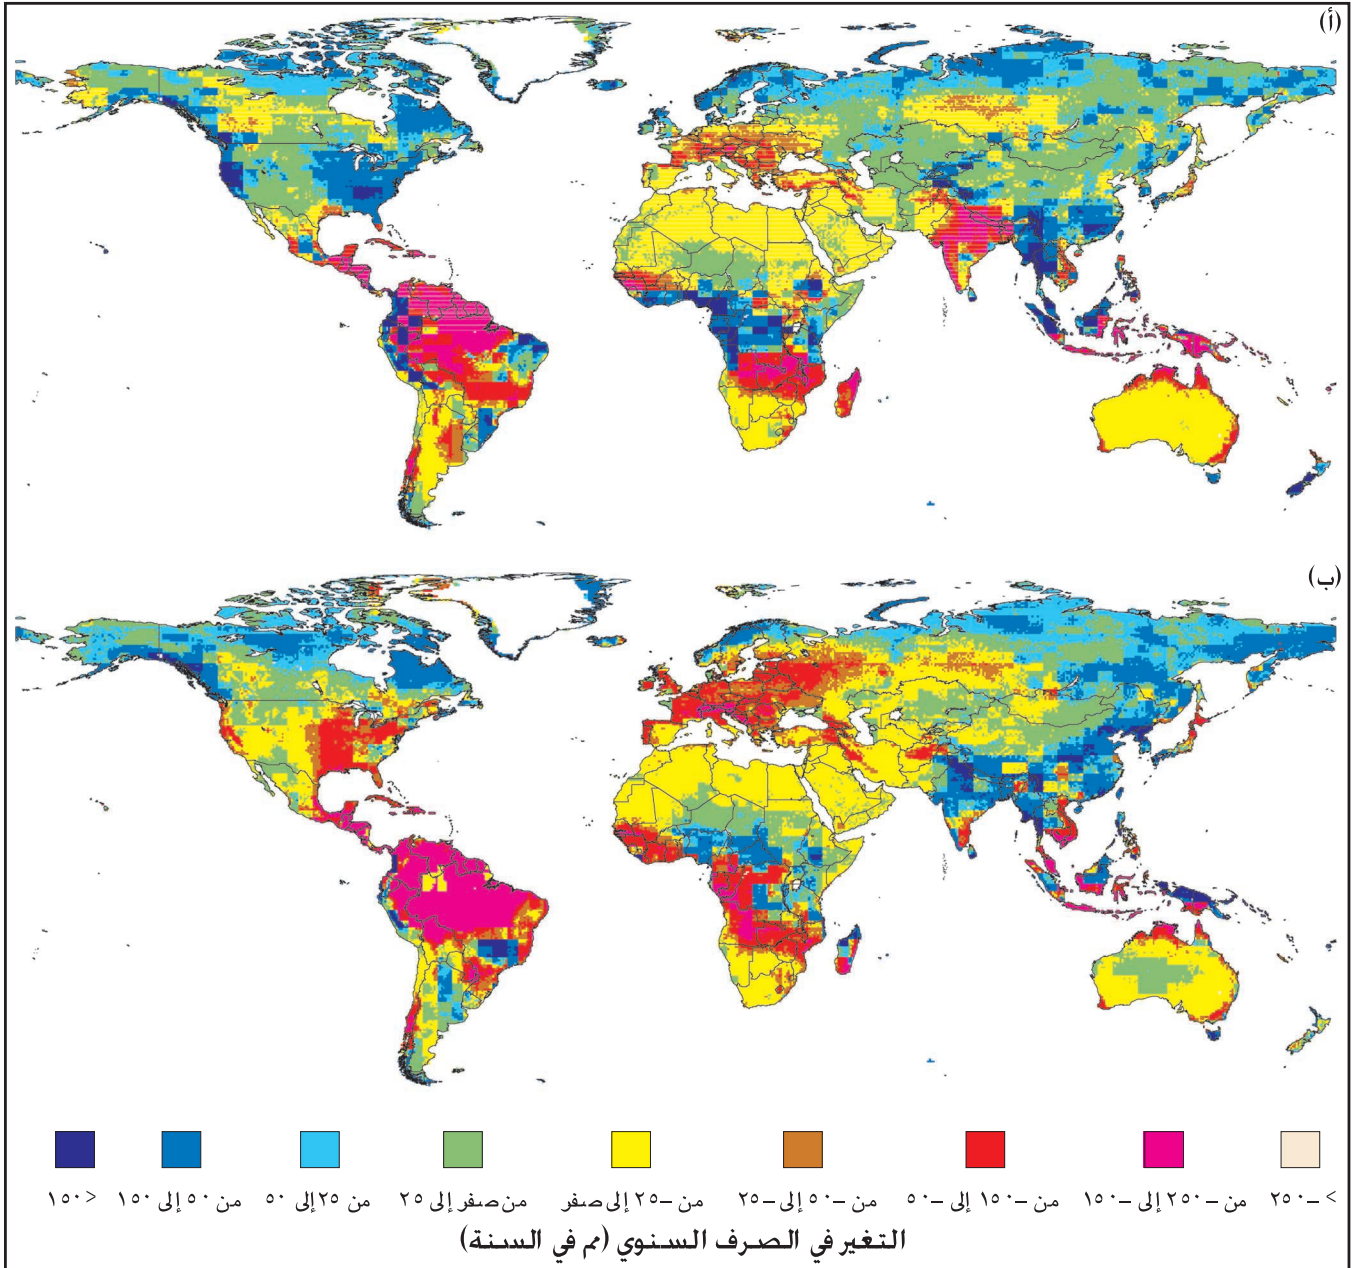 (أ)
(ب)
> –٢٥٠
من –٢٥٠ إلى –١٥٠
من –١٥٠ إلى –٥٠
من –٥٠ إلى –٢٥
من –٢٥ إلى صفر
من صفر إلى ٢٥
من ٢٥ إلى ٥٠
من ٥٠ إلى ١٥٠
< ١٥٠
التغير في الصرف السنوي (مم في السنة)